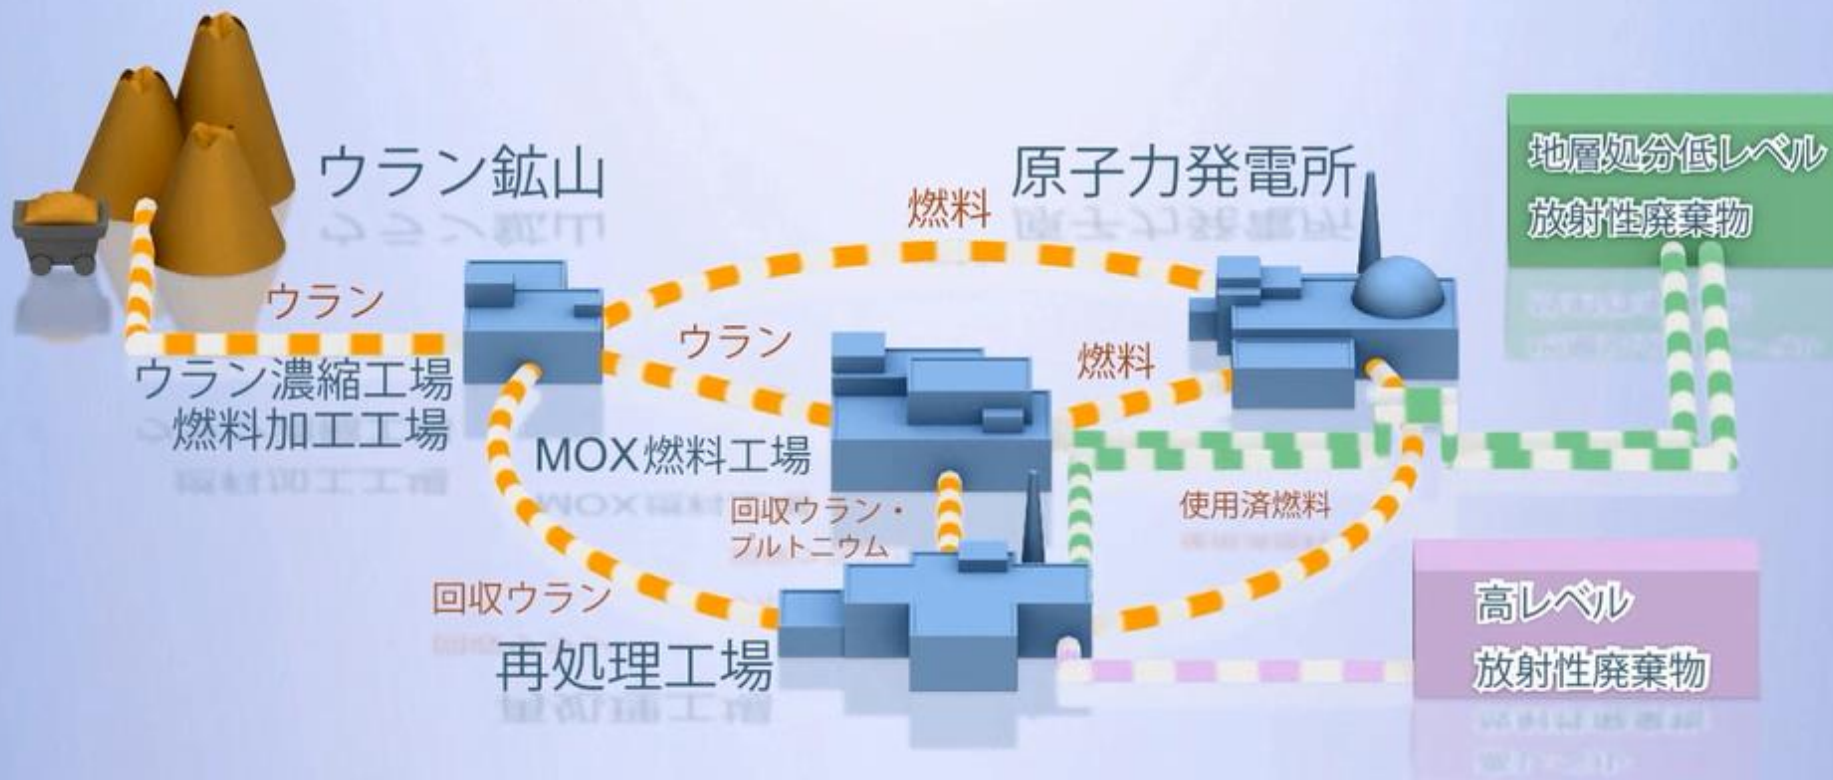 ウラン鉱山
原子力発電所
燃料
地層処分低レベル
放射性廃棄物
ウラン
ウラン濃縮工場
燃料加工工場
ウラン
燃料
MOX燃料工場
回収ウラン・
プルトニウム
使用済燃料
回収ウラン
再処理工場
高レベル
放射性廃棄物